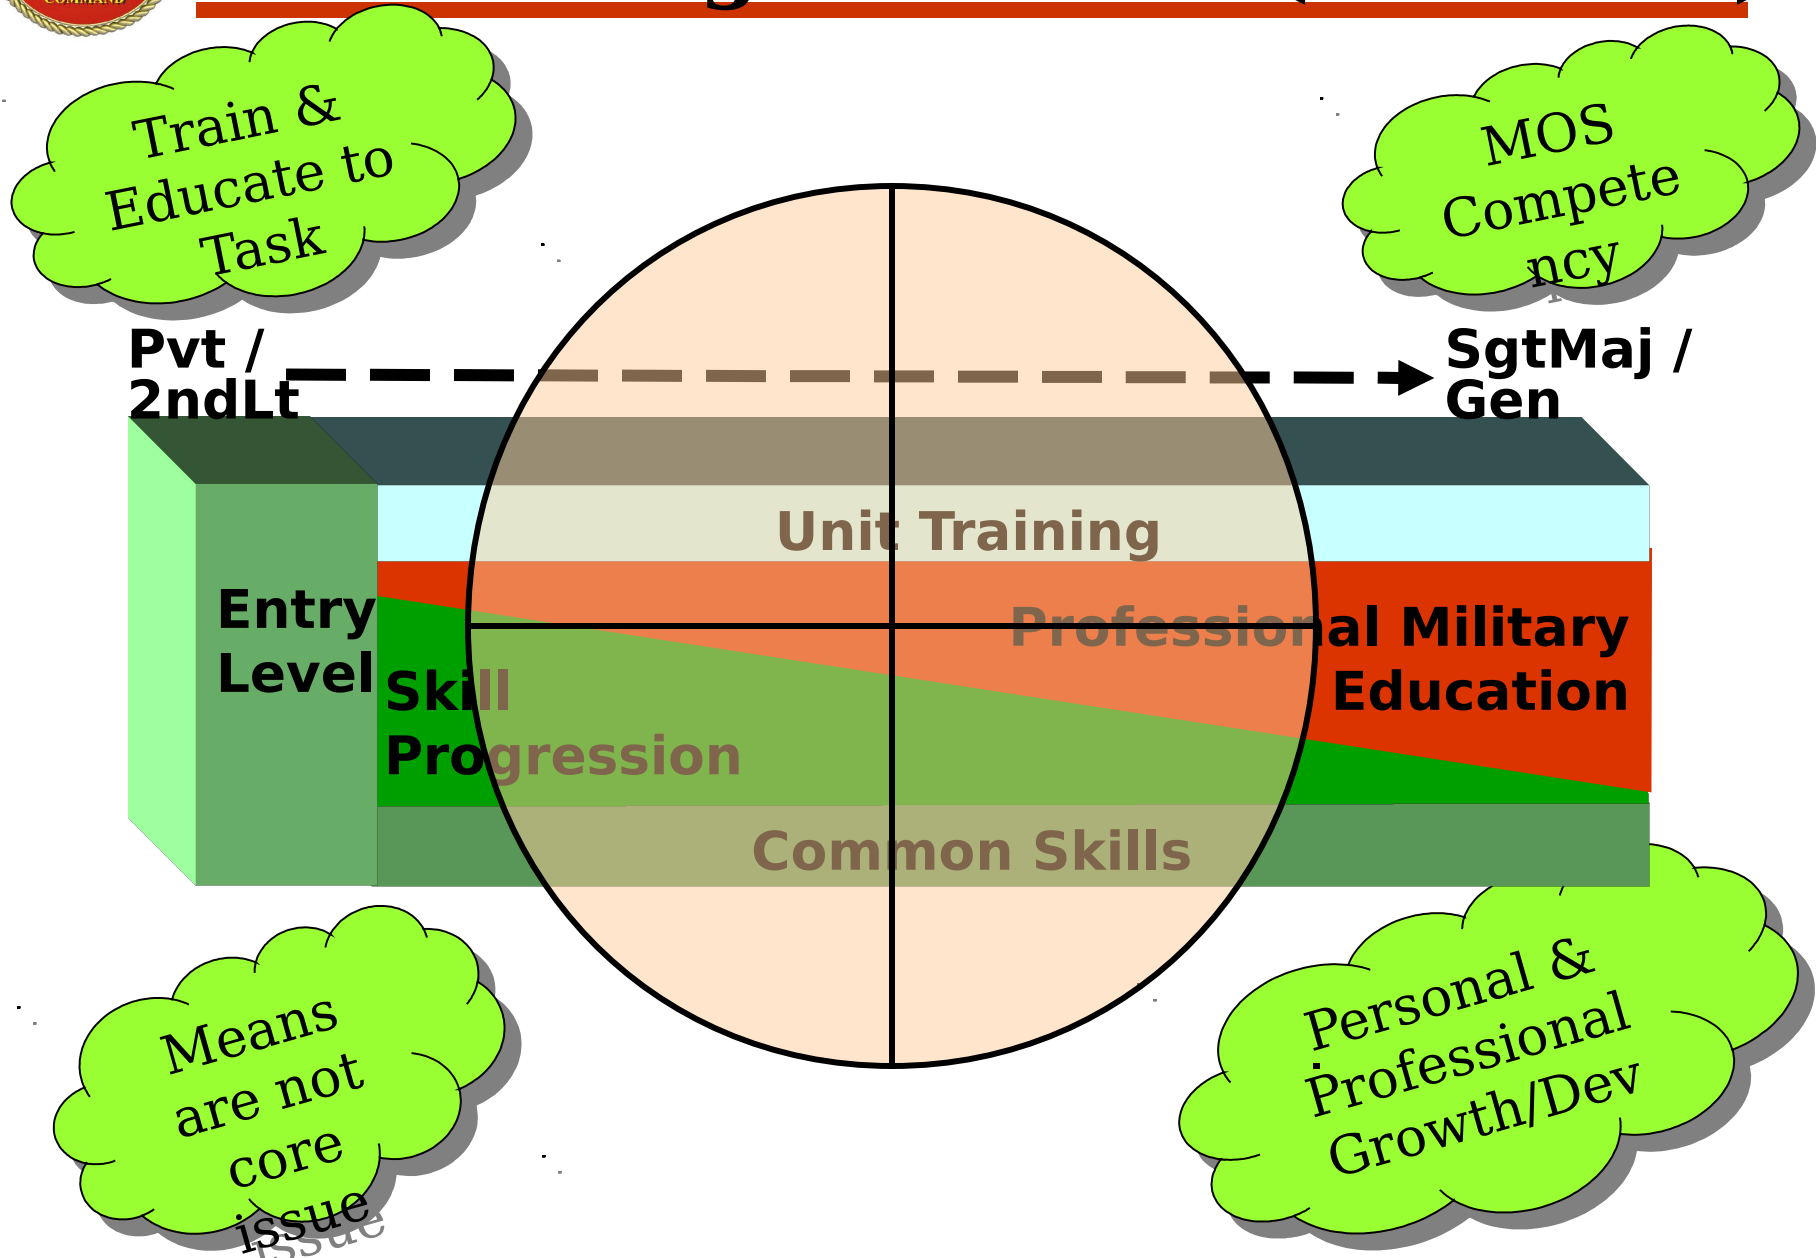 COMMAND
Train &
Educate to
Task
MOS
Compete
ncy
Pvt /
2ndLt
SgtMaj /
Gen
Unit Training
Entry
Level
Professional Military
Education
Skill
Progression
Common Skills
Means
are not
core
issue
Personal &
Professional
Growth/Dev